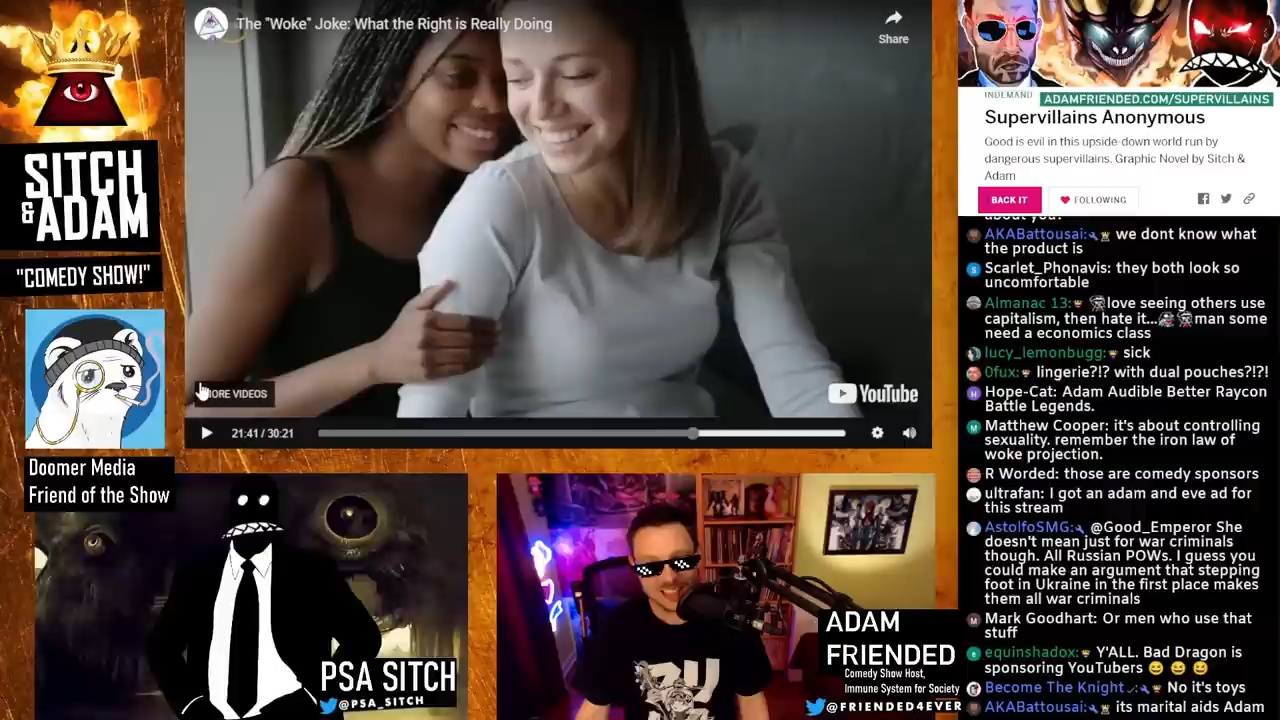 The "Woke" Joke: What the Right is Really Doing
Share
MORE VIDEOS
YouTube
21:41 / 30:21
SITCH
& ADAM
"COMEDY SHOW!"
Doomer Media
Friend of the Show
PSA SITCH
@PSA_SITCH
ADAM
FRIENDED
Comedy Show Host,
Immune System for Society
@FRIENDED4EVER
INDEMAND
ADAMFRIENDED.COM/SUPERVILLAINS
Supervillains Anonymous
Good is evil in this upside-down world run by
dangerous supervillains. Graphic Novel by Sitch &
Adam
BACK IT
FOLLOWING
about you?
AKABattousai: we dont know what
the product is
Scarlet_Phonavis: they both look so
uncomfortable
Almanac 13: love seeing others use
capitalism, then hate it... man some
need a economics class
lucy_lemonbugg: sick
0fux: lingerie?!? with dual pouches?!?!
Hope-Cat: Adam Audible Better Raycon
Battle Legends.
Matthew Cooper: it's about controlling
sexuality. remember the iron law of
woke projection.
R Worded: those are comedy sponsors
ultrafan: I got an adam and eve ad for
this stream
AstolfoSMG: @Good_Emperor She
doesn't mean just for war criminals
though. All Russian POWs. I guess you
could make an argument that stepping
foot in Ukraine in the first place makes
them all war criminals
Mark Goodhart: Or men who use that
stuff
equinshadox: Y'ALL. Bad Dragon is
sponsoring YouTubers
Become The Knight: No it's toys
AKABattousai: its marital aids Adam